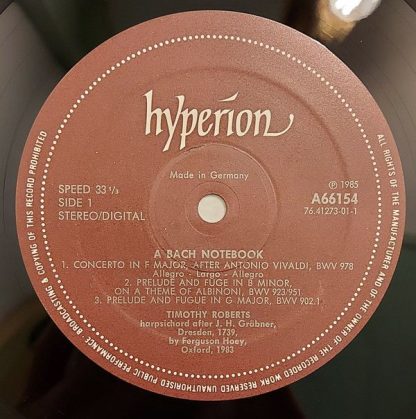 hyperion
Made in Germany
SPEED 33 1/3
SIDE 1
STEREO/DIGITAL
℗ 1985
A66154
76.41273-01-1
A BACH NOTEBOOK
1. CONCERTO IN F MAJOR, AFTER ANTONIO VIVALDI, BWV 978
Allegro - Largo - Allegro
2. PRELUDE AND FUGE IN B MINOR,
ON A THEME OF ALBINONI, BWV 923/951
3. PRELUDE AND FUGUE IN G MAJOR, BWV 902.1
TIMOTHY ROBERTS
harpsichord after J. H. Gräbner,
Dresden, 1739,
by Ferguson Hoey,
Oxford, 1983
ALL RIGHTS OF THE MANUFACTURER AND OF THE OWNER OF THE RECORDED WORK RESERVED UNAUTHORISED PUBLIC PERFORMANCE BROADCASTING & COPYING OF THIS RECORD PROHIBITED